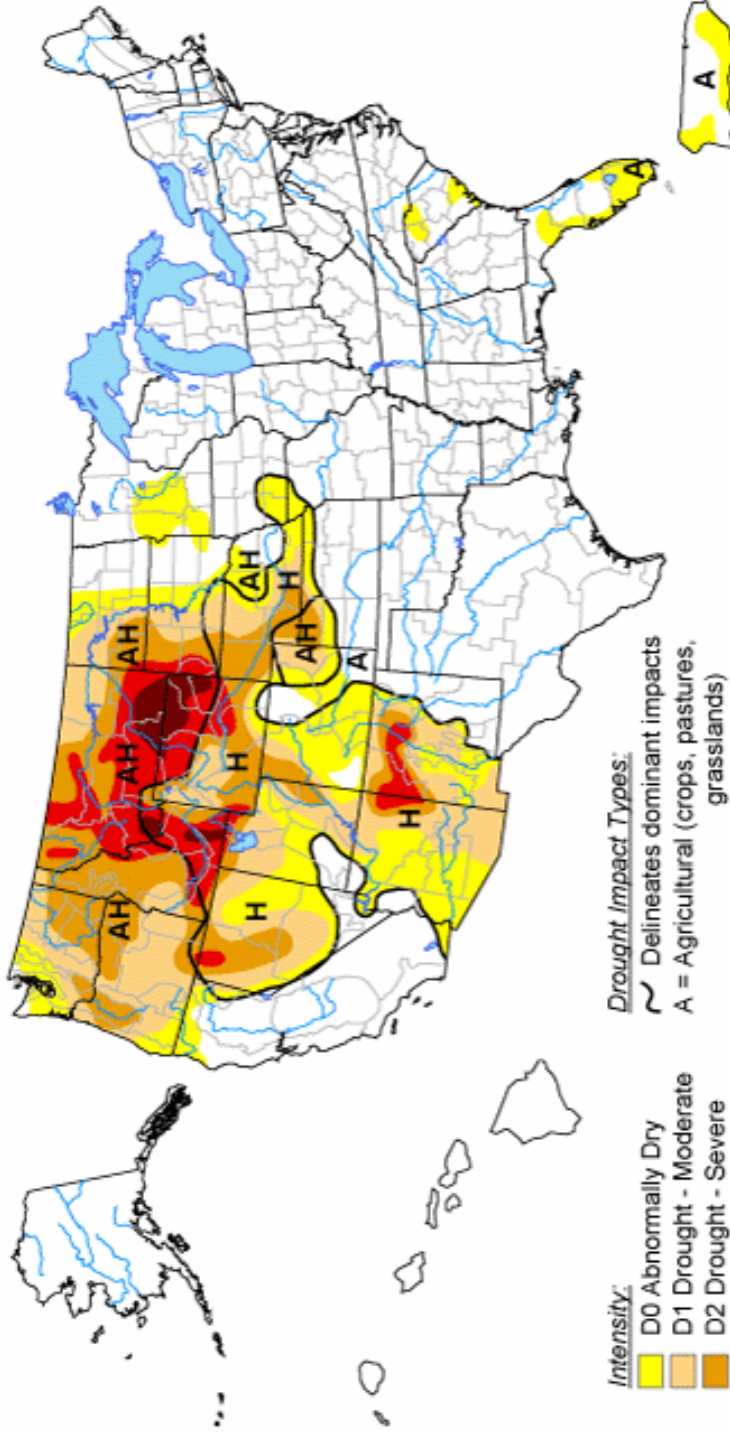 AH
AH
AH
AH
H
H
AH
H
A
H
A
A
Intensity:
D0 Abnormally Dry
D1 Drought - Moderate
D2 Drought - Severe
Drought Impact Types:
Delineates dominant impacts
A = Agricultural (crops, pastures,
grasslands)